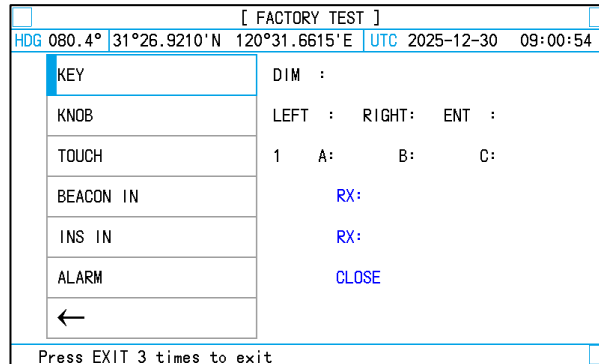 [ FACTORY TEST ]
HDG 080.4° 31°26.9210'N 120°31.6615'E UTC 2025-12-30 09:00:54
KEY DIM :
KNOB LEFT : RIGHT: ENT :
TOUCH 1 A: B: C:
BEACON IN RX:
INS IN RX:
ALARM CLOSE
←
Press EXIT 3 times to exit